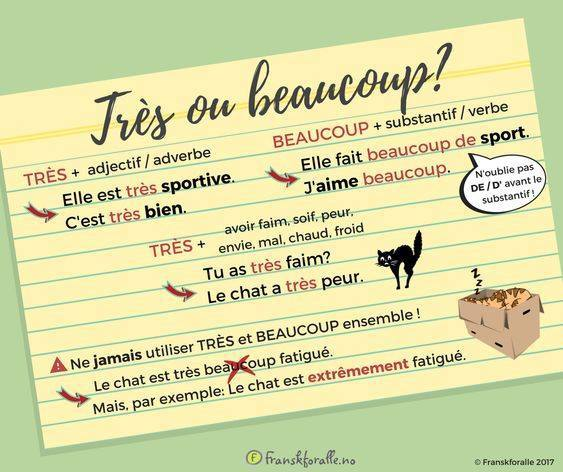 Très ou beaucoup?
TRÈS + adjectif / adverbe
Elle est très sportive.
C'est très bien.
BEAUCOUP + substantif / verbe
Elle fait beaucoup de sport.
J'aime beaucoup.
N'oublie pas
DE / D' avant le
substantif !
TRÈS +
avoir faim, soif, peur,
envie, mal, chaud, froid
Tu as très faim?
Le chat a très peur.
z
z
z
Ne jamais utiliser TRÈS et BEAUCOUP ensemble !
Le chat est très beaucoup fatigué.
Mais, par exemple: Le chat est extrêmement fatigué.
F Franskforalle.no
© Franskforalle 2017